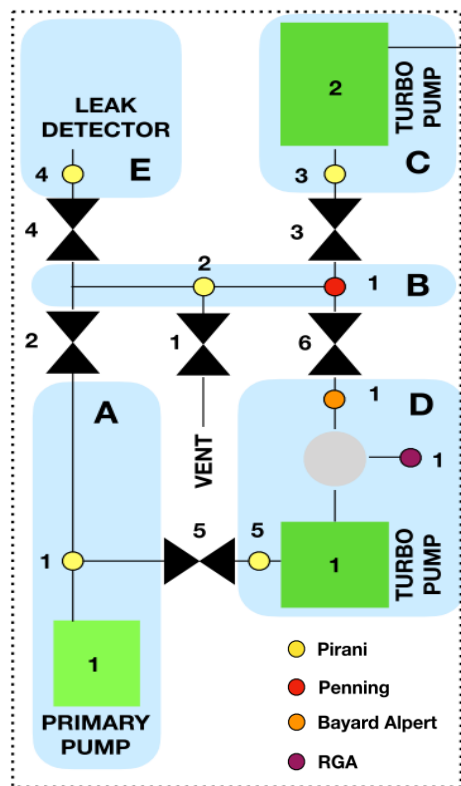 2
TURBO
PUMP
LEAK
DETECTOR
4
E
3
C
4
3
2
1
B
2
1
6
A
1
D
VENT
1
5
5
1
1
TURBO
PUMP
1
PRIMARY
PUMP
Pirani
Penning
Bayard Alpert
RGA